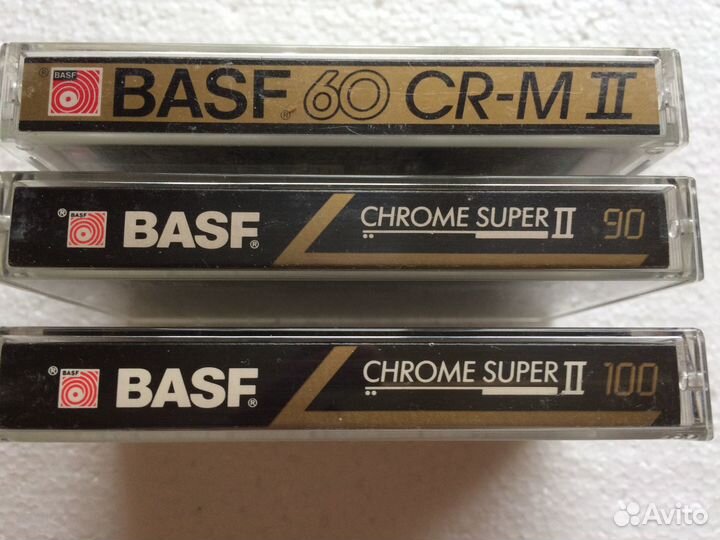 ® BASF BASF® 60 CR-M II
® BASF BASF® CHROME SUPER II 90
® BASF BASF® CHROME SUPER II 100
Avito